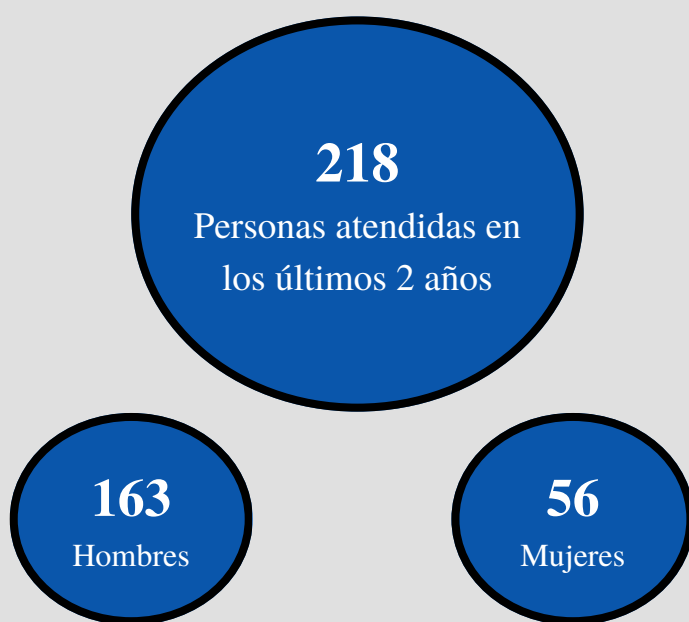 218
Personas atendidas en
los últimos 2 años
163
Hombres
56
Mujeres